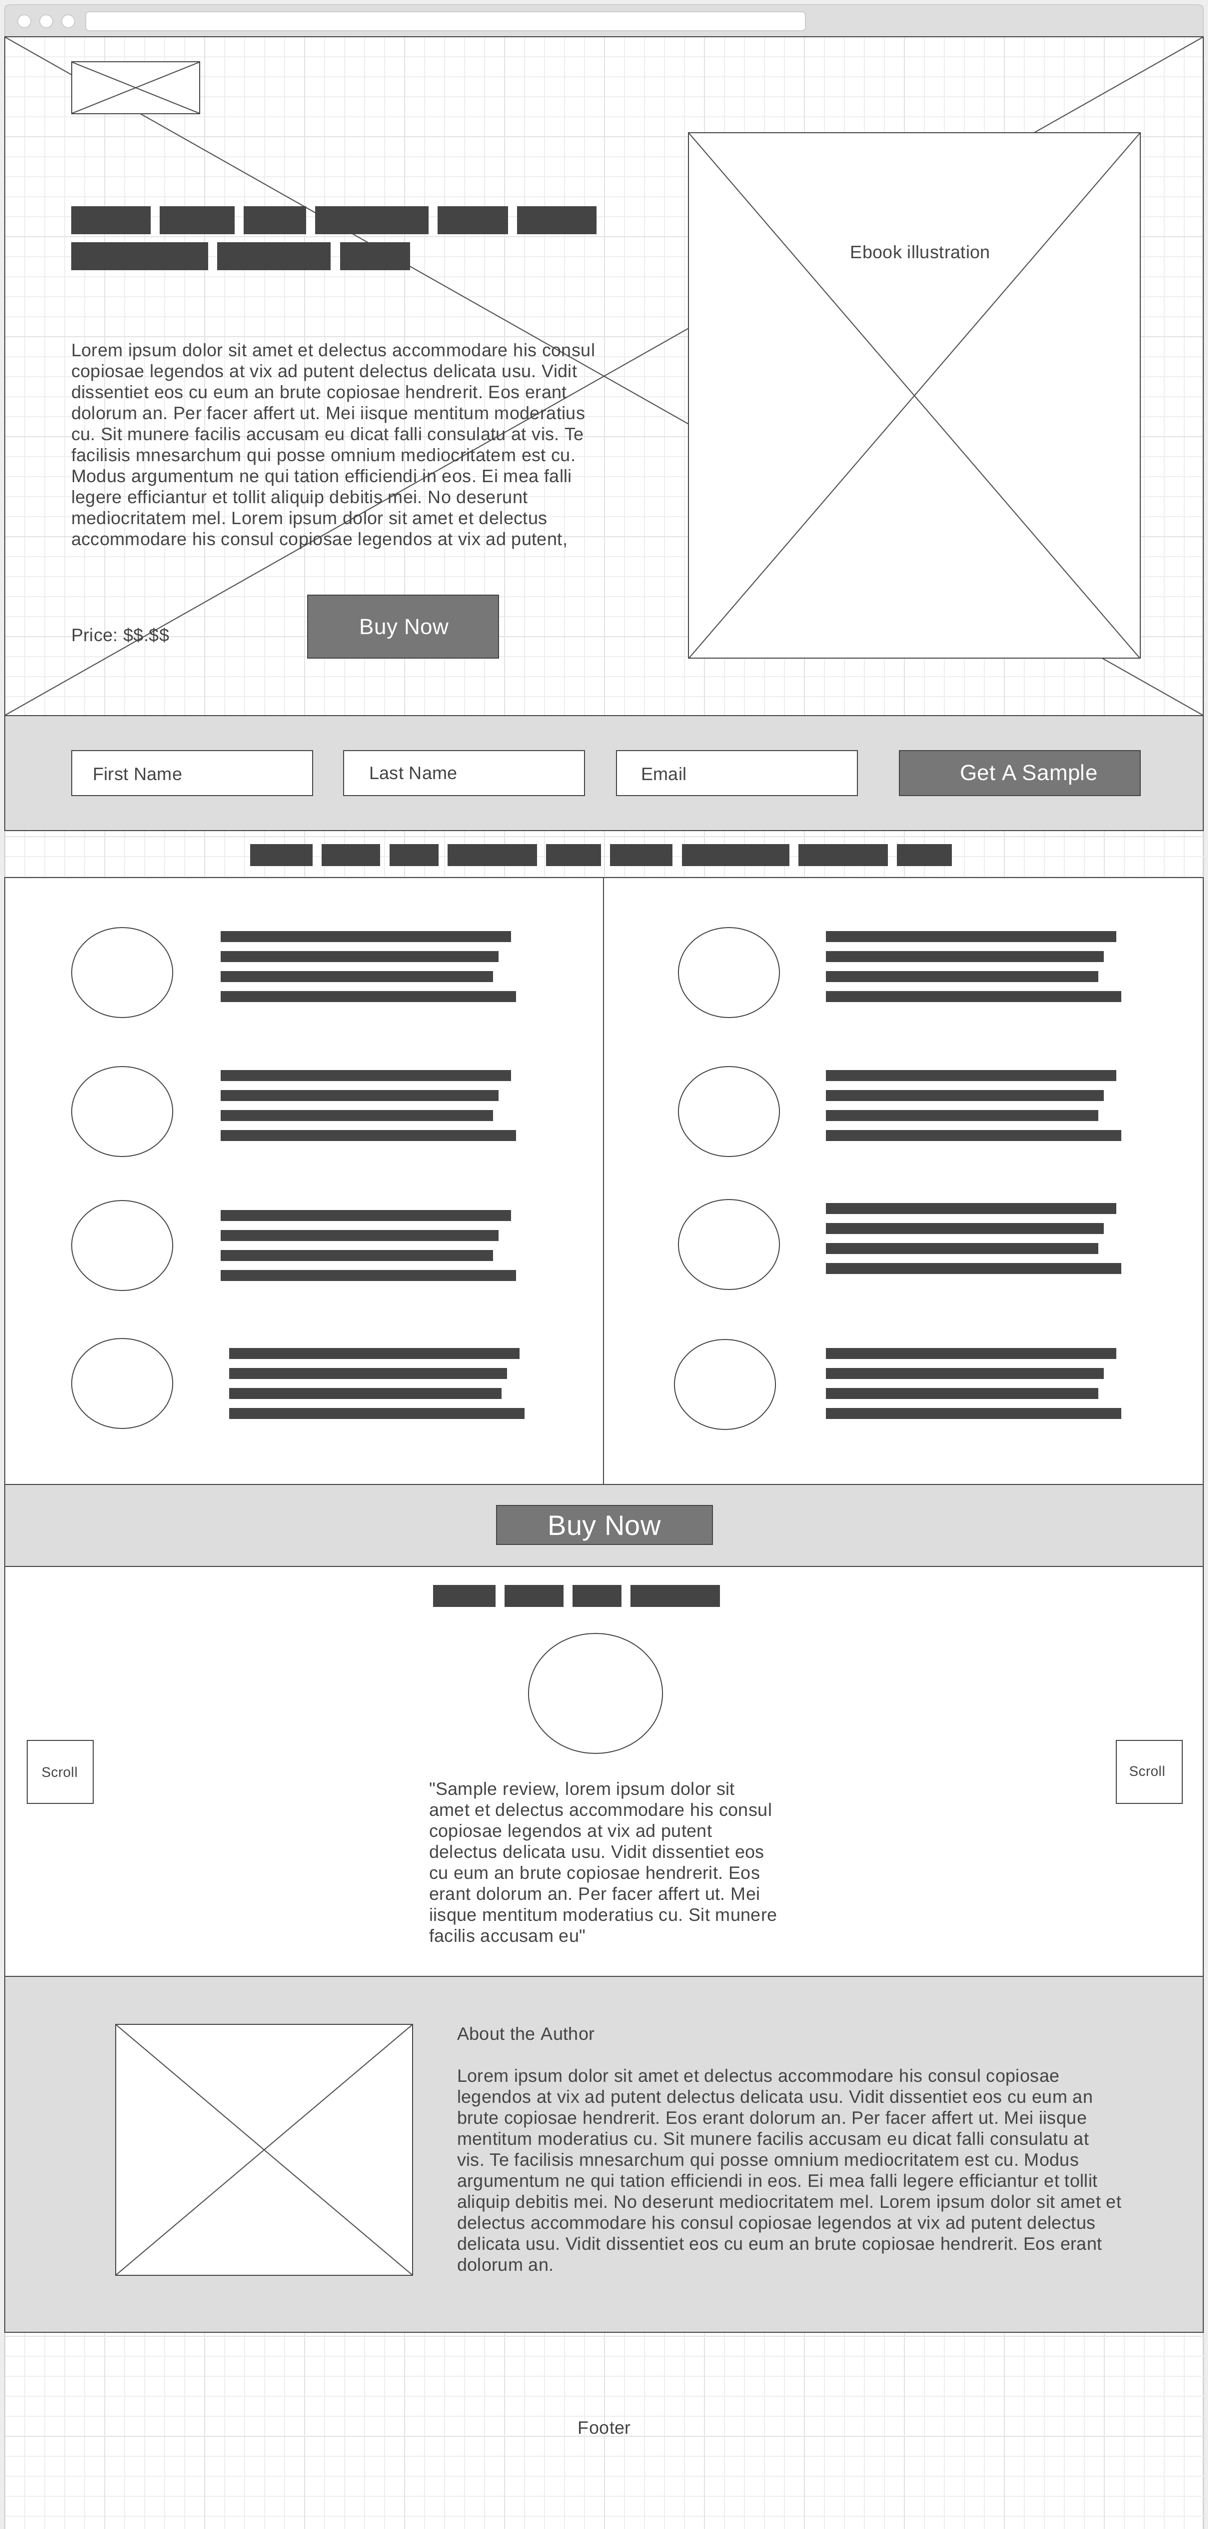 Ebook illustration
Lorem ipsum dolor sit amet et delectus accommodare his consul
copiosae legendos at vix ad putent delectus delicata usu. Vidit
dissentiet eos cu eum an brute copiosae hendrerit. Eos erant
dolorum an. Per facer affert ut. Mei iisque mentitum moderatius
cu. Sit munere facilis accusam eu dicat falli consulatu at vis. Te
facilisis mnesarchum qui posse omnium mediocritatem est cu.
Modus argumentum ne qui tation efficiendi in eos. Ei mea falli
legere efficiantur et tollit aliquip debitis mei. No deserunt
mediocritatem mel. Lorem ipsum dolor sit amet et delectus
accommodare his consul copiosae legendos at vix ad putent,
Price: $$.$$
Buy Now
First Name
Last Name
Email
Get A Sample
Buy Now
Scroll
Scroll
"Sample review, lorem ipsum dolor sit
amet et delectus accommodare his consul
copiosae legendos at vix ad putent
delectus delicata usu. Vidit dissentiet eos
cu eum an brute copiosae hendrerit. Eos
erant dolorum an. Per facer affert ut. Mei
iisque mentitum moderatius cu. Sit munere
facilis accusam eu"
About the Author
Lorem ipsum dolor sit amet et delectus accommodare his consul copiosae
legendos at vix ad putent delectus delicata usu. Vidit dissentiet eos cu eum an
brute copiosae hendrerit. Eos erant dolorum an. Per facer affert ut. Mei iisque
mentitum moderatius cu. Sit munere facilis accusam eu dicat falli consulatu at
vis. Te facilisis mnesarchum qui posse omnium mediocritatem est cu. Modus
argumentum ne qui tation efficiendi in eos. Ei mea falli legere efficiantur et tollit
aliquip debitis mei. No deserunt mediocritatem mel. Lorem ipsum dolor sit amet et
delectus accommodare his consul copiosae legendos at vix ad putent delectus
delicata usu. Vidit dissentiet eos cu eum an brute copiosae hendrerit. Eos erant
dolorum an.
Footer